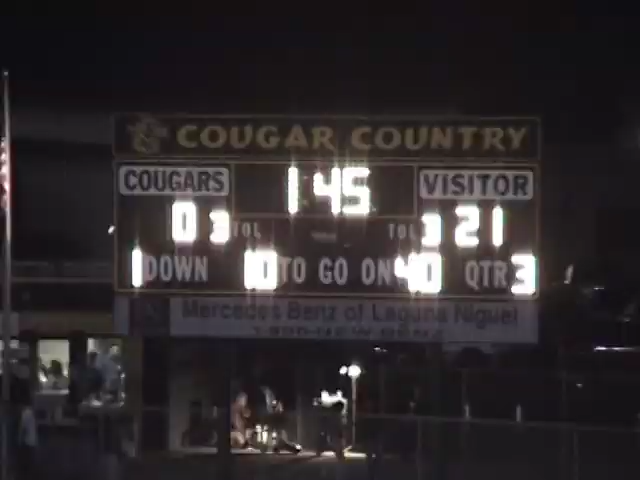 COUGAR COUNTRY
COUGARS 1 45 VISITOR
0 3 TOL TOL 3 21
1 DOWN 10 TO GO ON 40 QTR 3
Mercedes Benz of Laguna Niguel